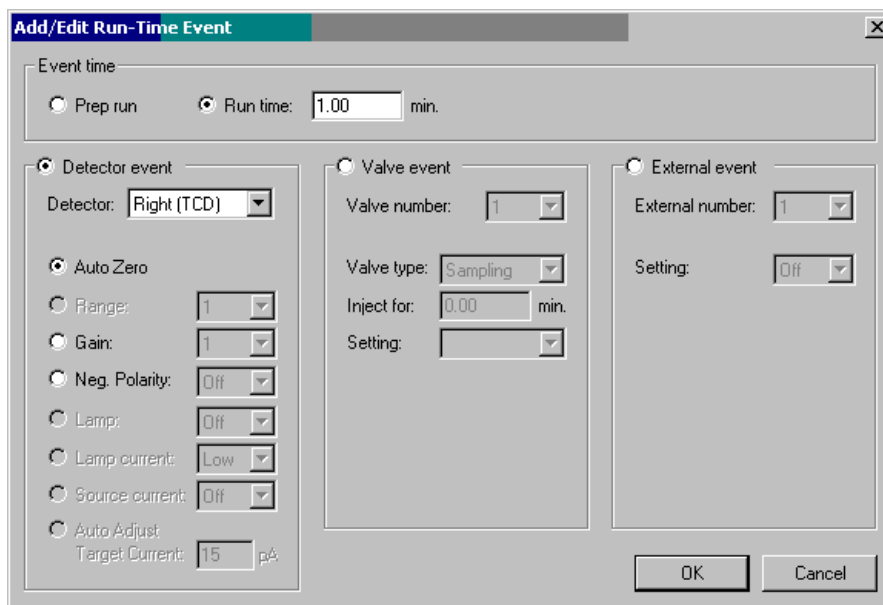 Add/Edit Run-Time Event
Event time
Prep run
Run time: 1.00 min.
Detector event
Detector: Right (TCD)
Auto Zero
Range: 1
Gain: 1
Neg. Polarity: Off
Lamp: Off
Lamp current: Low
Source current: Off
Auto Adjust
Target Current: 15 pA
Valve event
Valve number: 1
Valve type: Sampling
Inject for: 0.00 min.
Setting:
External event
External number: 1
Setting: Off
OK
Cancel